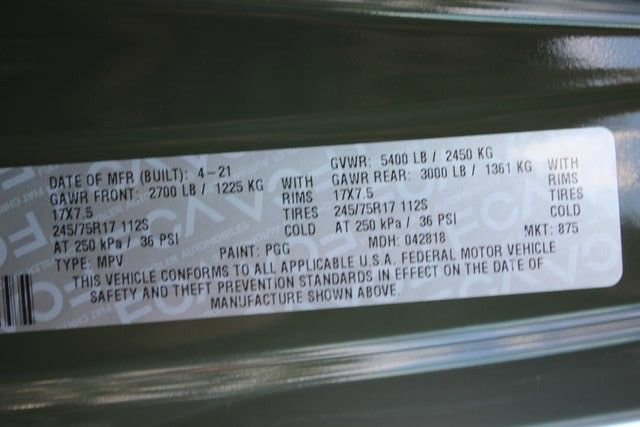 DATE OF MFR (BUILT): 4-21 GVWR: 5400 LB / 2450 KG
GAWR FRONT: 2700 LB / 1225 KG WITH GAWR REAR: 3000 LB / 1361 KG WITH
17X7.5 RIMS 17X7.5 RIMS
245/75R17 112S TIRES 245/75R17 112S TIRES
AT 250 kPa / 36 PSI COLD AT 250 kPa / 36 PSI COLD
TYPE: MPV PAINT: PGG MDH: 042818 MKT: 875
THIS VEHICLE CONFORMS TO ALL APPLICABLE U.S.A. FEDERAL MOTOR VEHICLE
SAFETY AND THEFT PREVENTION STANDARDS IN EFFECT ON THE DATE OF
MANUFACTURE SHOWN ABOVE.